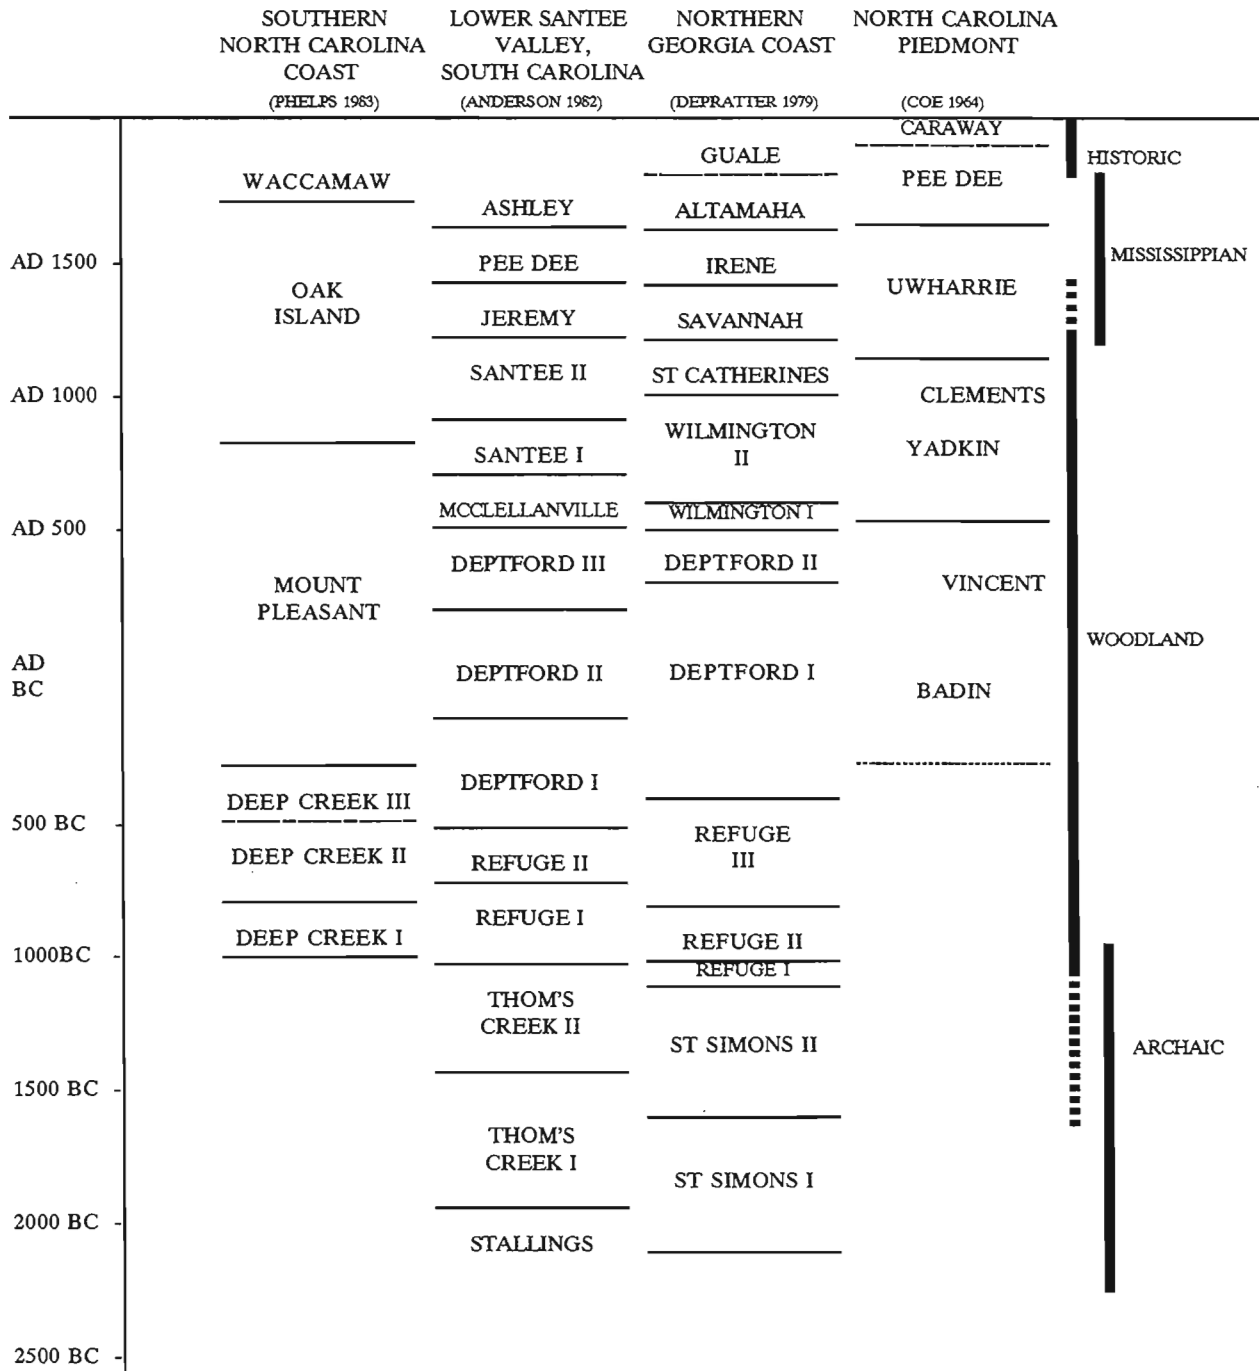 SOUTHERN
NORTH CAROLINA
COAST
(PHELPS 1983)
LOWER SANTEE
VALLEY,
SOUTH CAROLINA
(ANDERSON 1982)
NORTHERN
GEORGIA COAST
(DEPRATTER 1979)
NORTH CAROLINA
PIEDMONT
(COE 1964)
AD 1500
AD 1000
AD 500
AD
BC
500 BC
1000BC
1500 BC
2000 BC
2500 BC
WACCAMAW
OAK
ISLAND
MOUNT
PLEASANT
DEEP CREEK III
DEEP CREEK II
DEEP CREEK I
ASHLEY
PEE DEE
JEREMY
SANTEE II
SANTEE I
MCCLELLANVILLE
DEPTFORD III
DEPTFORD II
DEPTFORD I
REFUGE II
REFUGE I
THOM'S
CREEK II
THOM'S
CREEK I
STALLINGS
GUALE
ALTAMAHA
IRENE
SAVANNAH
ST CATHERINES
WILMINGTON
II
WILMINGTON I
DEPTFORD II
DEPTFORD I
REFUGE
III
REFUGE II
REFUGE I
ST SIMONS II
ST SIMONS I
CARAWAY
PEE DEE
UWHARRIE
CLEMENTS
YADKIN
VINCENT
BADIN
HISTORIC
MISSISSIPPIAN
WOODLAND
ARCHAIC